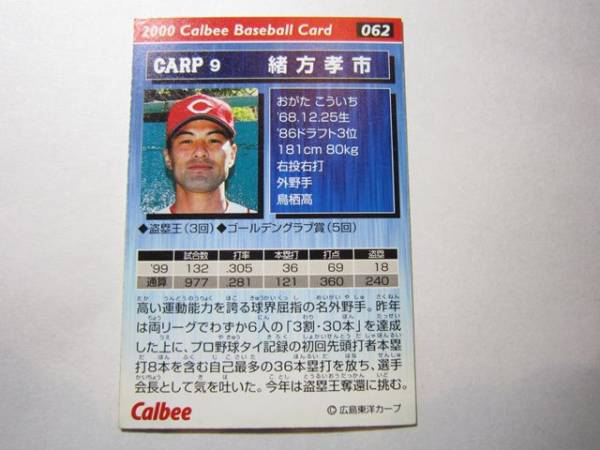 2000 Calbee Baseball Card 062
CARP 9 緒方孝市
おがた こういち
'68.12.25生
'86ドラフト3位
181cm 80kg
右投右打
外野手
鳥栖高
◆盗塁王(3回)◆ゴールデングラブ賞(5回)
試合数 打率 本塁打 打点 盗塁
'99 132 .305 36 69 18
通算 977 .281 121 360 240
高い運動能力を誇る球界屈指の名外野手。昨年
は両リーグでわずか6人の「3割・30本」を達成
した上に、プロ野球タイ記録の初回先頭打者本塁
打8本を含む自己最多の36本塁打を放ち、選手
会長として気を吐いた。今年は盗塁王奪還に挑む。
Calbee
©広島東洋カープ